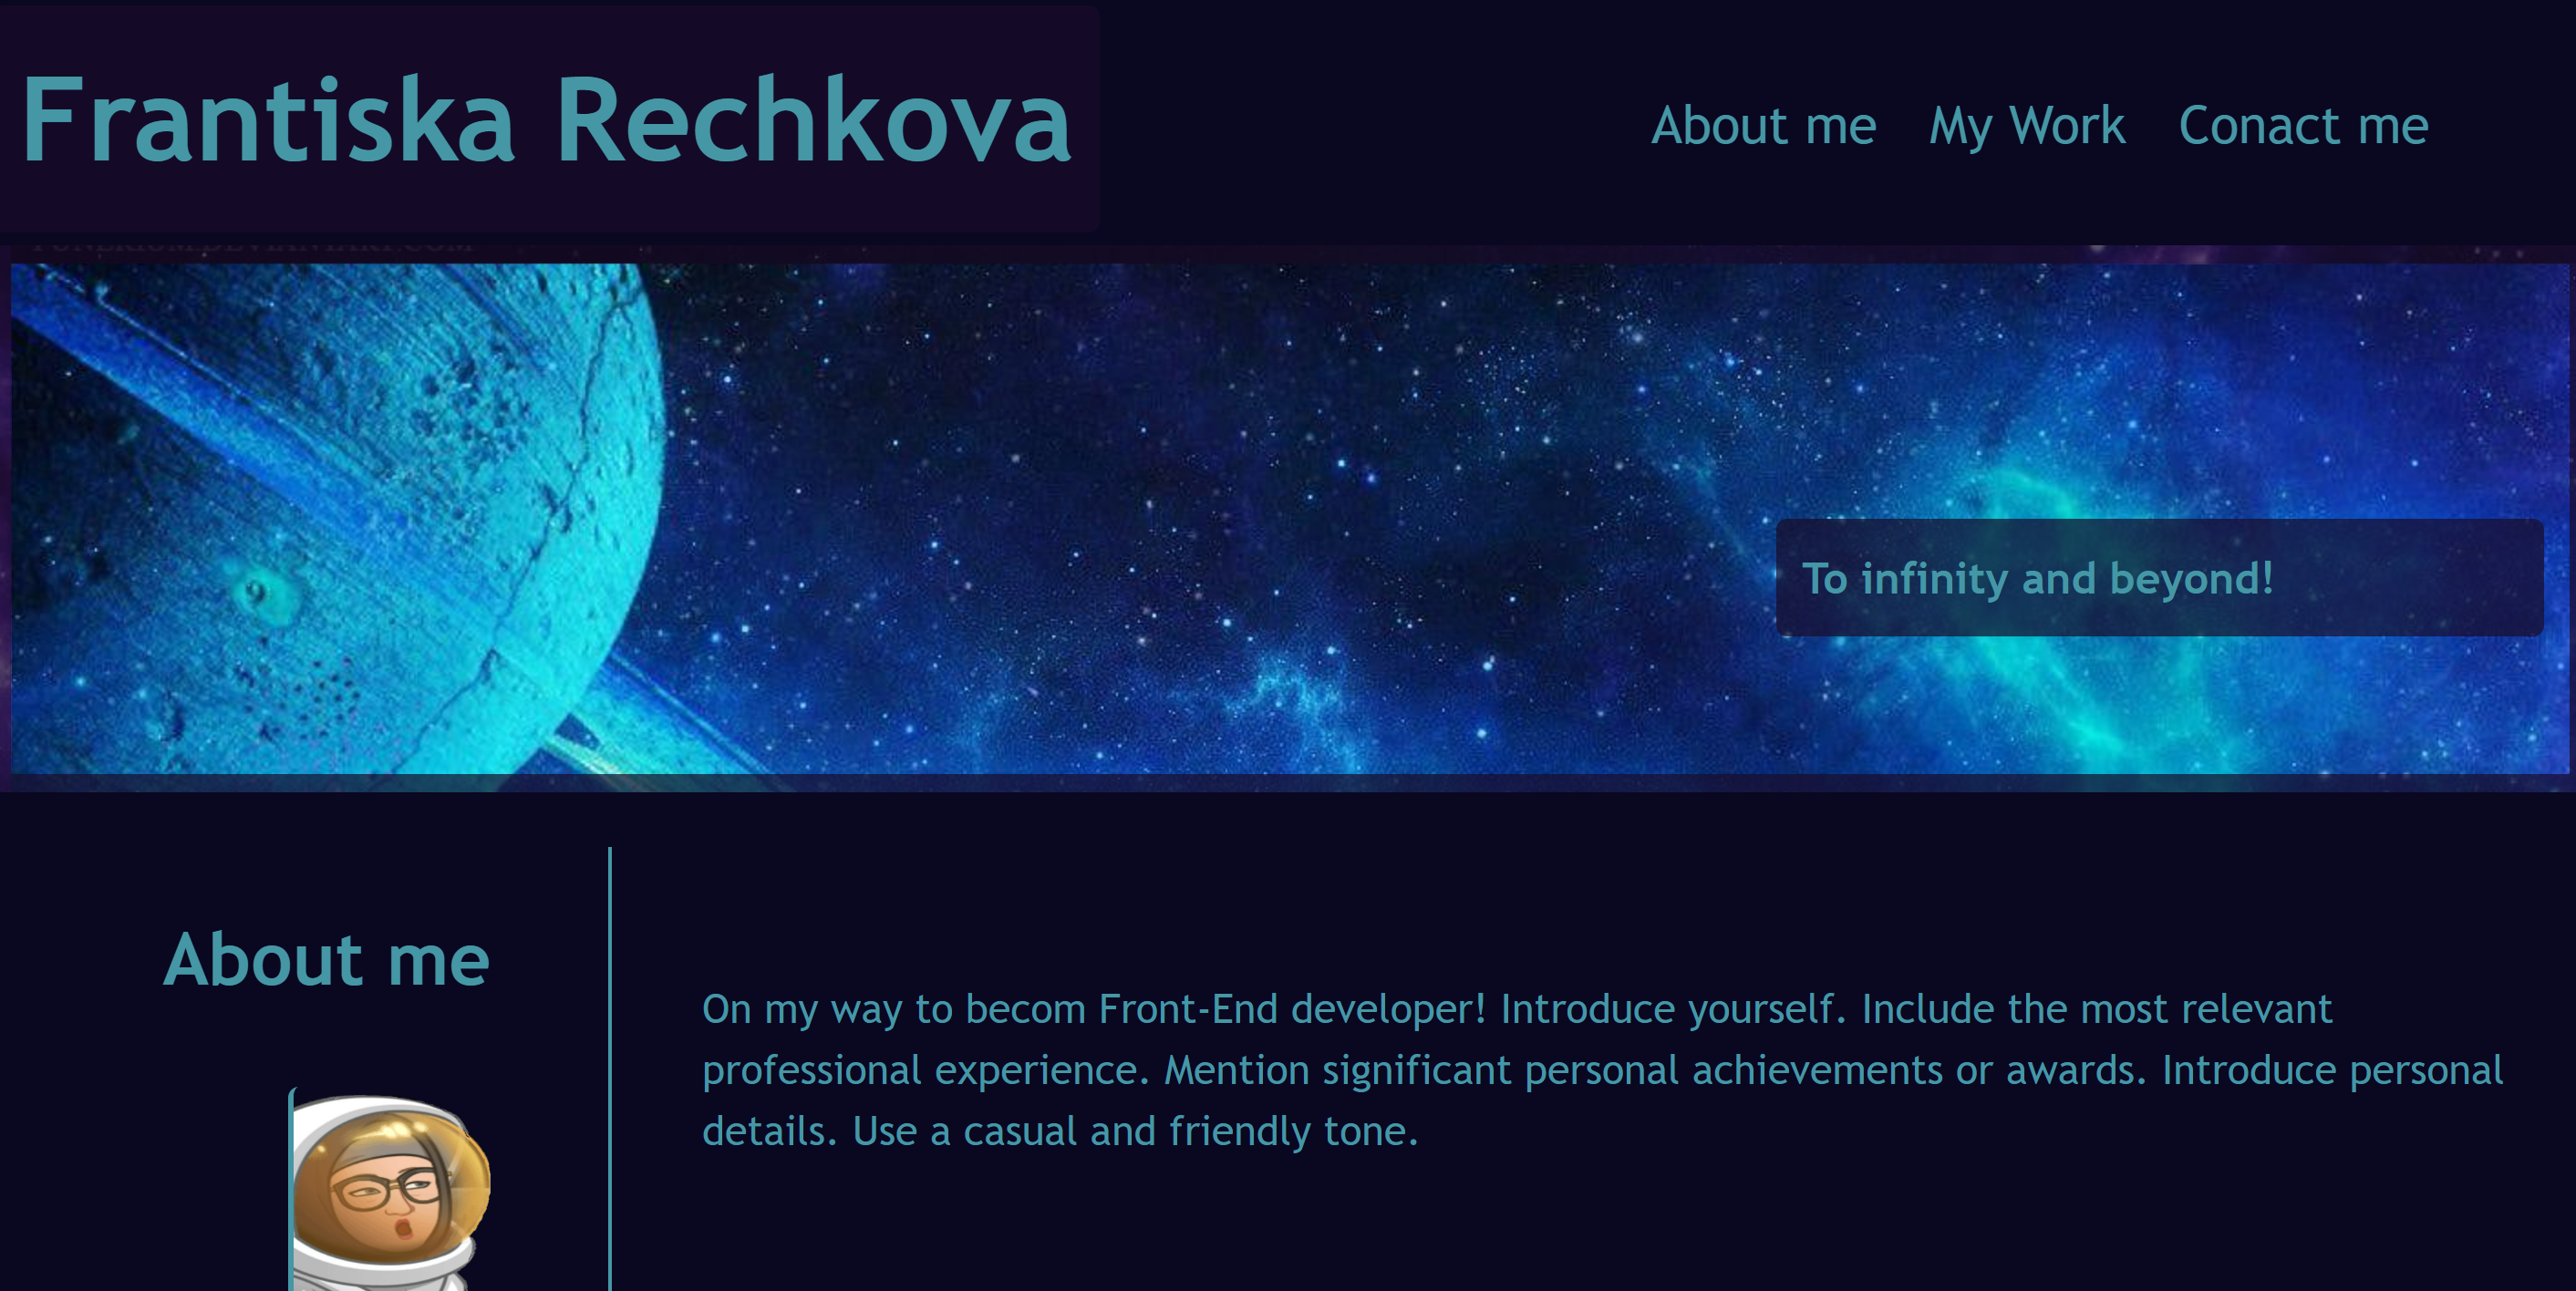 Frantiska Rechkova
About me My Work Conact me
To infinity and beyond!
About me
On my way to becom Front-End developer! Introduce yourself. Include the most relevant
professional experience. Mention significant personal achievements or awards. Introduce personal
details. Use a casual and friendly tone.